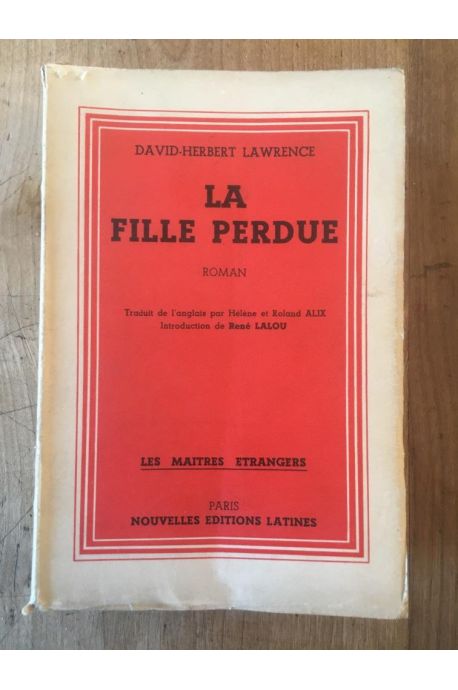 DAVID-HERBERT LAWRENCE
LA
FILLE PERDUE
ROMAN
Traduit de l'anglais par Hélène et Roland ALIX
Introduction de René LALOU
LES MAITRES ETRANGERS
PARIS
NOUVELLES EDITIONS LATINES